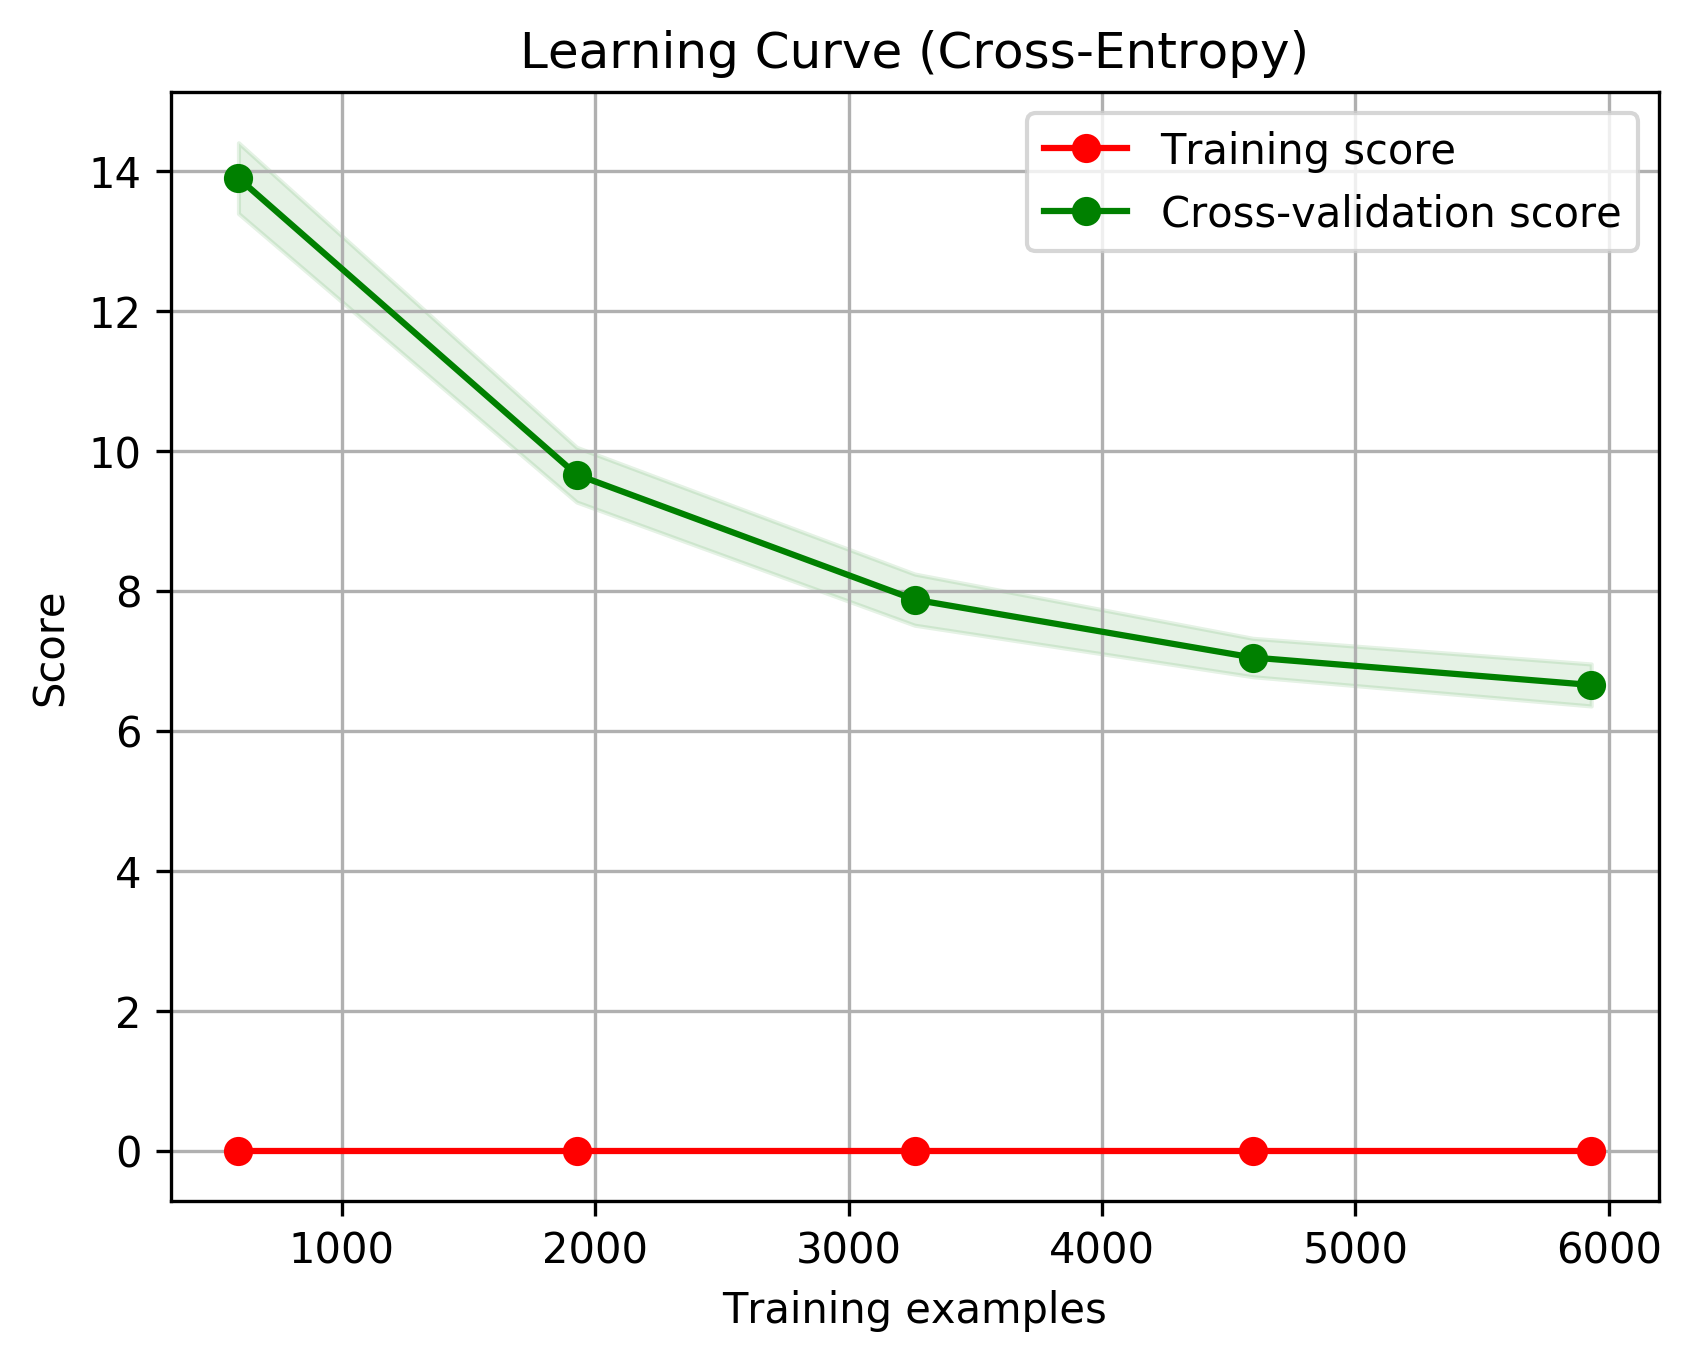 Learning Curve (Cross-Entropy)
Training score
Cross-validation score
14
12
10
8
6
4
2
0
Score
1000 2000 3000 4000 5000 6000
Training examples